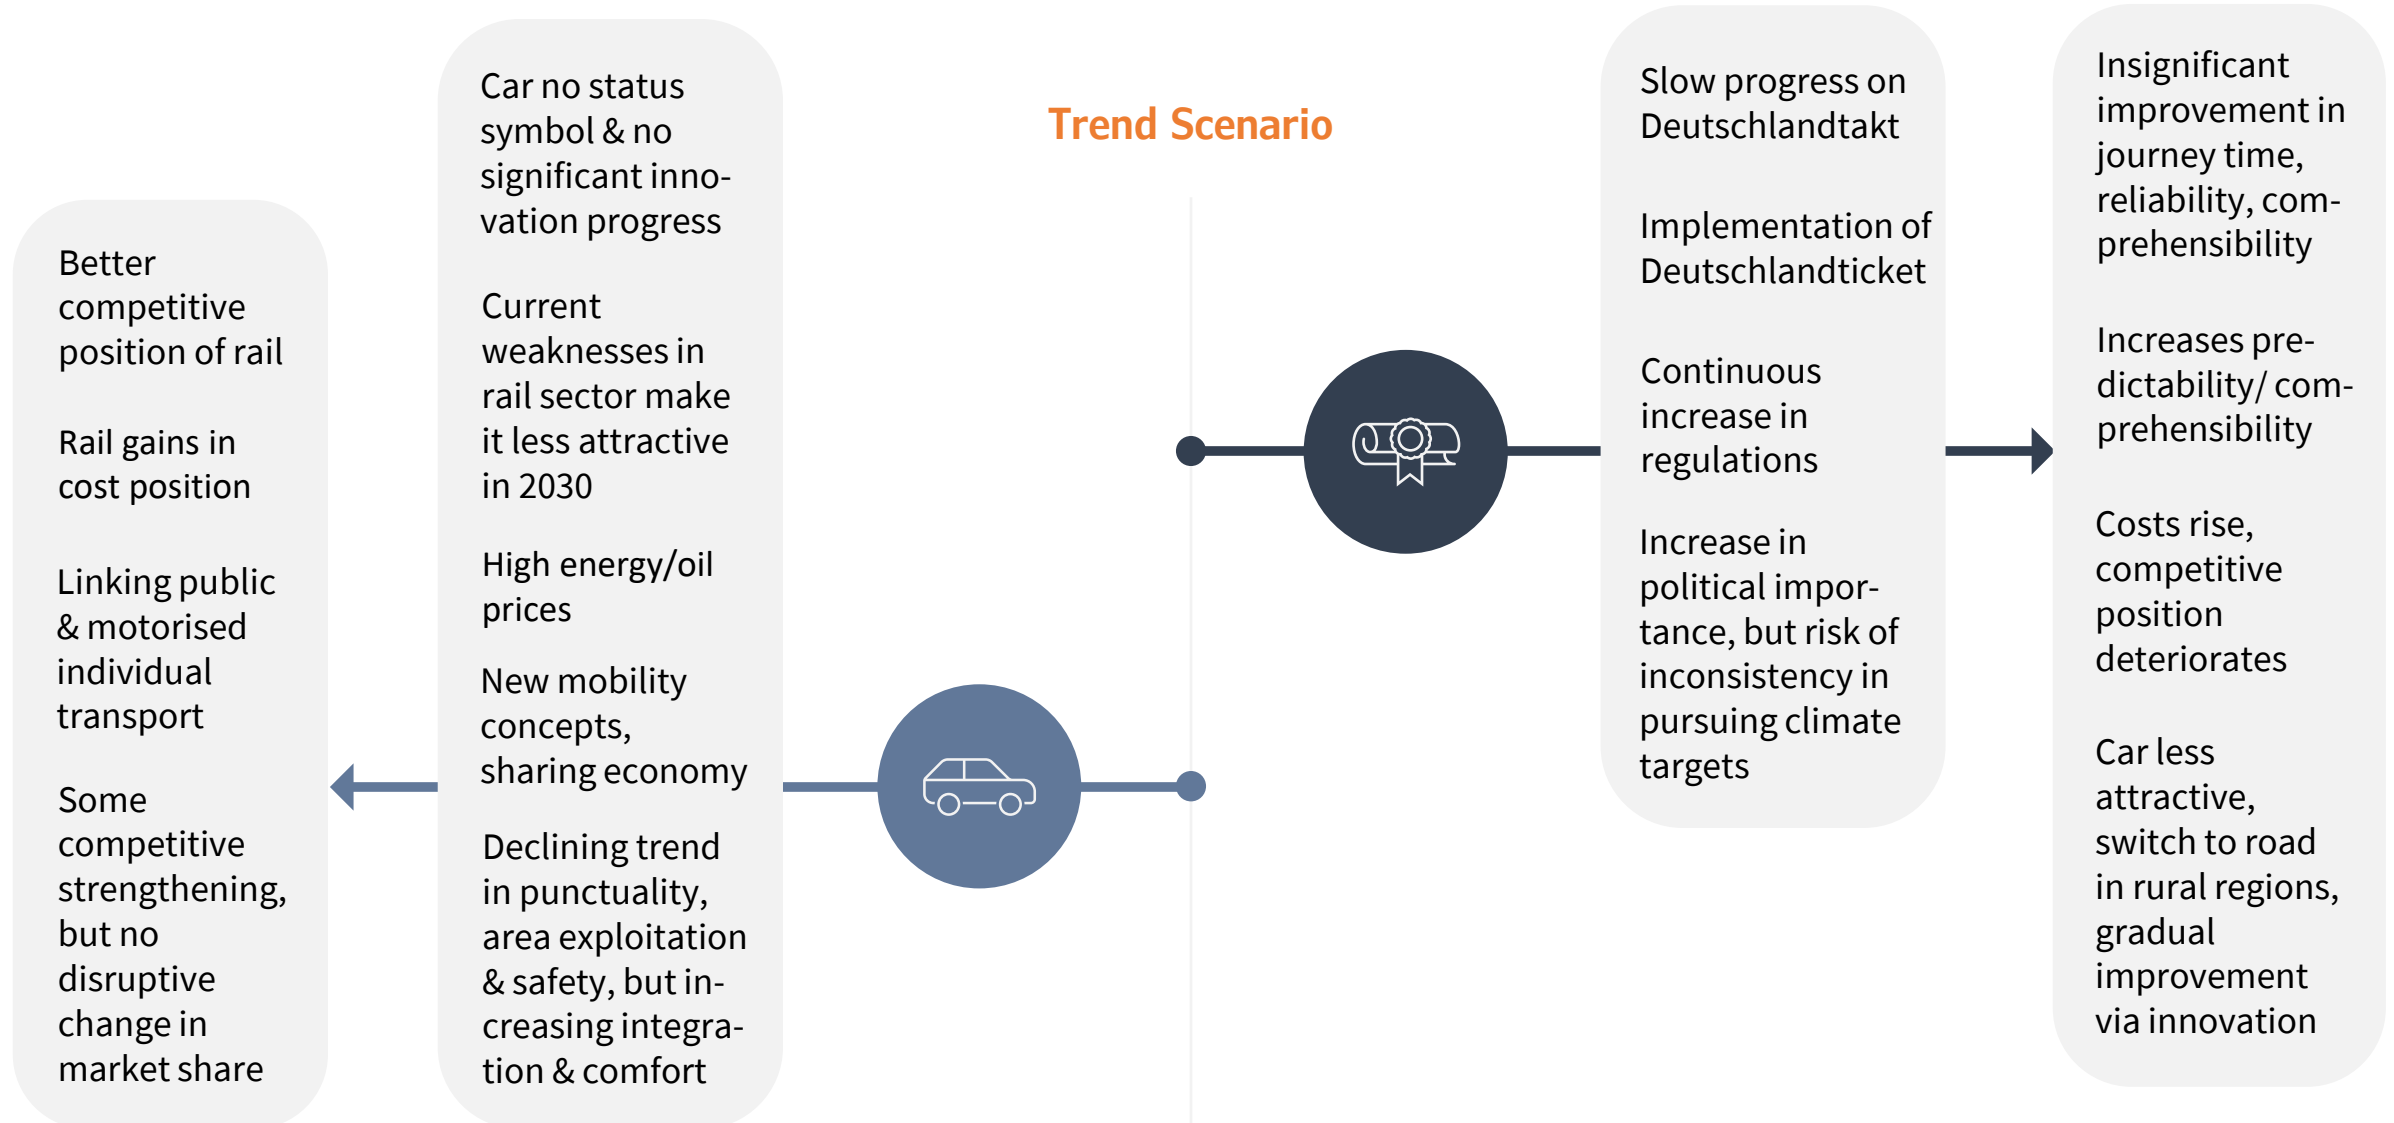 Trend Scenario
Better
competitive
position of rail
Rail gains in
cost position
Linking public
& motorised
individual
transport
Some
competitive
strengthening,
but no
disruptive
change in
market share
Car no status
symbol & no
significant inno-
vation progress
Current
weaknesses in
rail sector make
it less attractive
in 2030
High energy/oil
prices
New mobility
concepts,
sharing economy
Declining trend
in punctuality,
area exploitation
& safety, but in-
creasing integra-
tion & comfort
Slow progress on
Deutschlandtakt
Implementation of
Deutschlandticket
Continuous
increase in
regulations
Increase in
political impor-
tance, but risk of
inconsistency in
pursuing climate
targets
Insignificant
improvement in
journey time,
reliability, com-
prehensibility
Increases pre-
dictability/ com-
prehensibility
Costs rise,
competitive
position
deteriorates
Car less
attractive,
switch to road
in rural regions,
gradual
improvement
via innovation